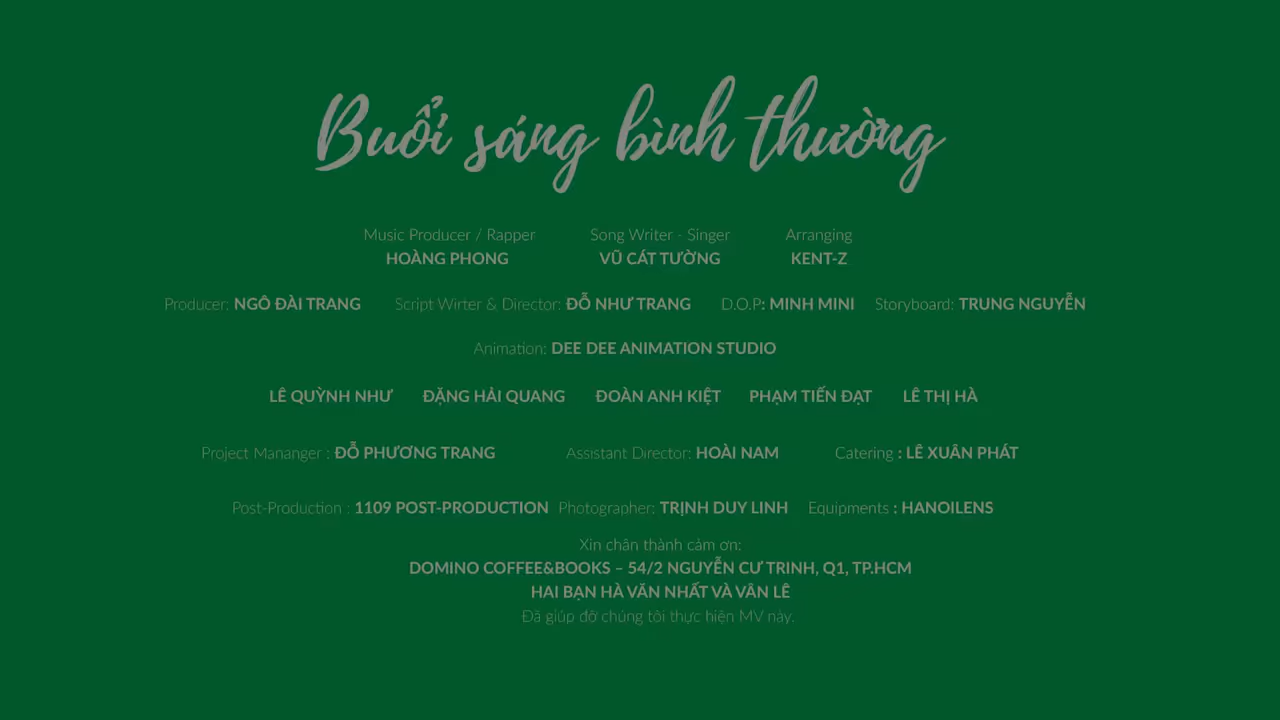 Buổi sáng bình thường
Music Producer / Rapper Song Writer - Singer Arranging
HOÀNG PHONG VŨ CÁT TƯỜNG KENT-Z
Producer: NGÔ ĐÀI TRANG Script Wirter & Director: ĐỖ NHƯ TRANG D.O.P: MINH MINI Storyboard: TRUNG NGUYỄN
Animation: DEE DEE ANIMATION STUDIO
LÊ QUỲNH NHƯ ĐẶNG HẢI QUANG ĐOÀN ANH KIỆT PHẠM TIẾN ĐẠT LÊ THỊ HÀ
Project Mananger : ĐỖ PHƯƠNG TRANG Assistant Director: HOÀI NAM Catering : LÊ XUÂN PHÁT
Post-Production : 1109 POST-PRODUCTION Photographer: TRỊNH DUY LINH Equipments : HANOILENS
Xin chân thành cảm ơn:
DOMINO COFFEE&BOOKS – 54/2 NGUYỄN CƯ TRINH, Q1, TP.HCM
HAI BẠN HÀ VĂN NHẤT VÀ VÂN LÊ
Đã giúp đỡ chúng tôi thực hiện MV này.